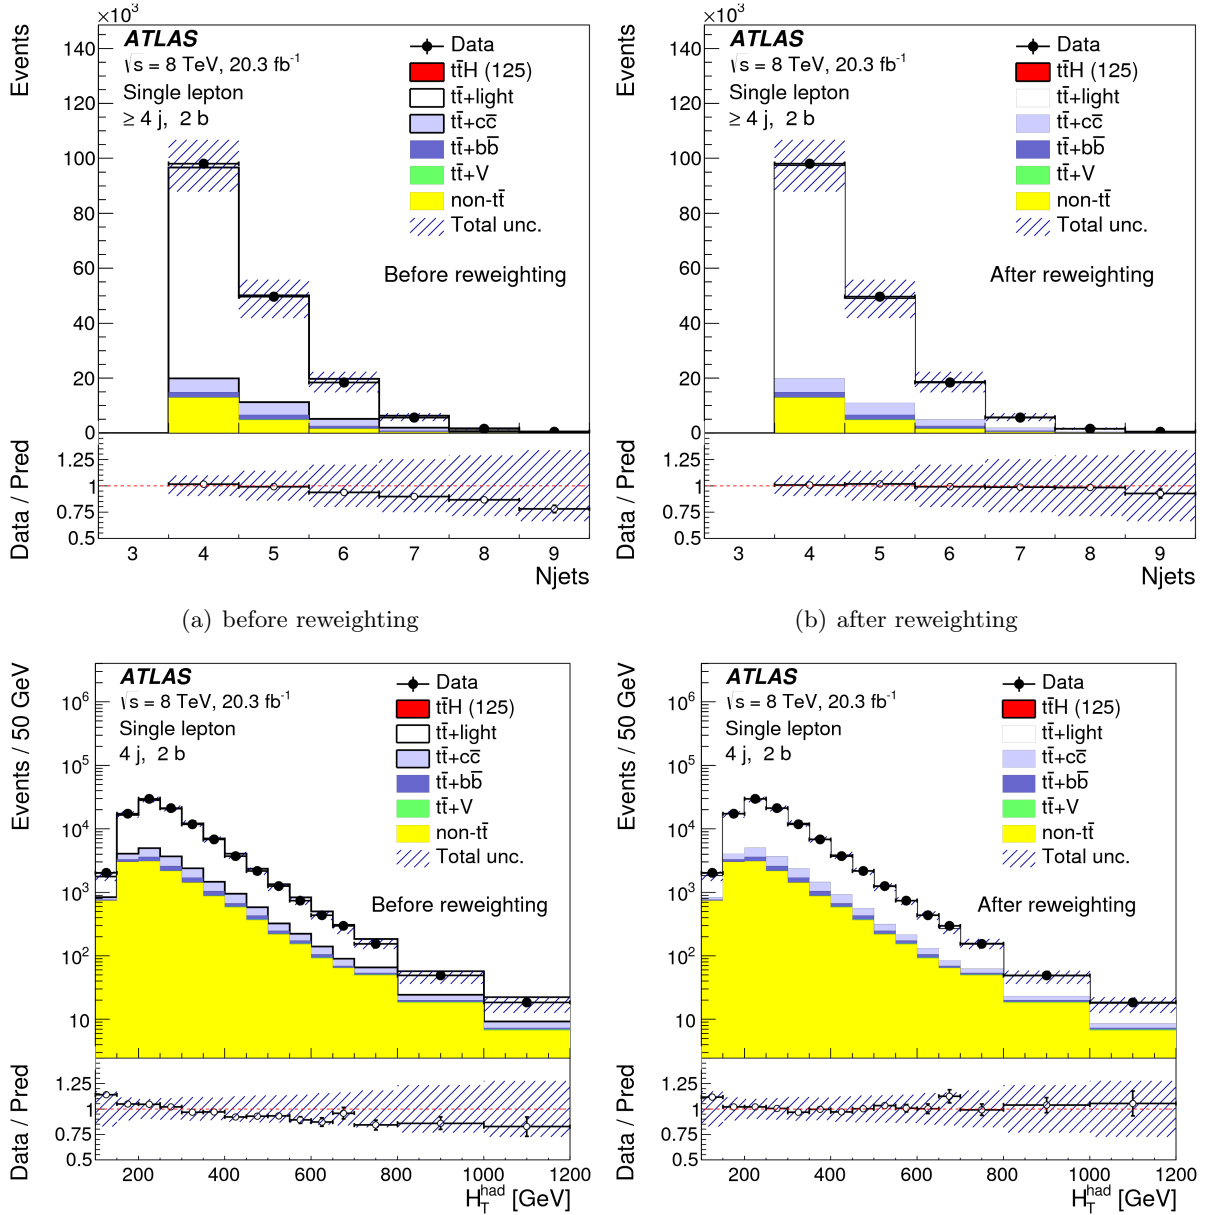 ×10³
Events
ATLAS
√s = 8 TeV, 20.3 fb⁻¹
Single lepton
≥ 4 j, 2 b
Data
tt̄H (125)
tt̄+light
tt̄+cc̄
tt̄+bb̄
tt̄+V
non-tt̄
Total unc.
Before reweighting
140
120
100
80
60
40
20
0
Data / Pred
1.25
1
0.75
0.5
3 4 5 6 7 8 9
Njets
(a) before reweighting
×10³
Events
ATLAS
√s = 8 TeV, 20.3 fb⁻¹
Single lepton
≥ 4 j, 2 b
Data
tt̄H (125)
tt̄+light
tt̄+cc̄
tt̄+bb̄
tt̄+V
non-tt̄
Total unc.
After reweighting
140
120
100
80
60
40
20
0
Data / Pred
1.25
1
0.75
0.5
3 4 5 6 7 8 9
Njets
(b) after reweighting
Events / 50 GeV
ATLAS
√s = 8 TeV, 20.3 fb⁻¹
Single lepton
4 j, 2 b
Data
tt̄H (125)
tt̄+light
tt̄+cc̄
tt̄+bb̄
tt̄+V
non-tt̄
Total unc.
Before reweighting
10⁶
10⁵
10⁴
10³
10²
10
Data / Pred
1.25
1
0.75
0.5
200 400 600 800 1000 1200
H_T^had [GeV]
Events / 50 GeV
ATLAS
√s = 8 TeV, 20.3 fb⁻¹
Single lepton
4 j, 2 b
Data
tt̄H (125)
tt̄+light
tt̄+cc̄
tt̄+bb̄
tt̄+V
non-tt̄
Total unc.
After reweighting
10⁶
10⁵
10⁴
10³
10²
10
Data / Pred
1.25
1
0.75
0.5
200 400 600 800 1000 1200
H_T^had [GeV]